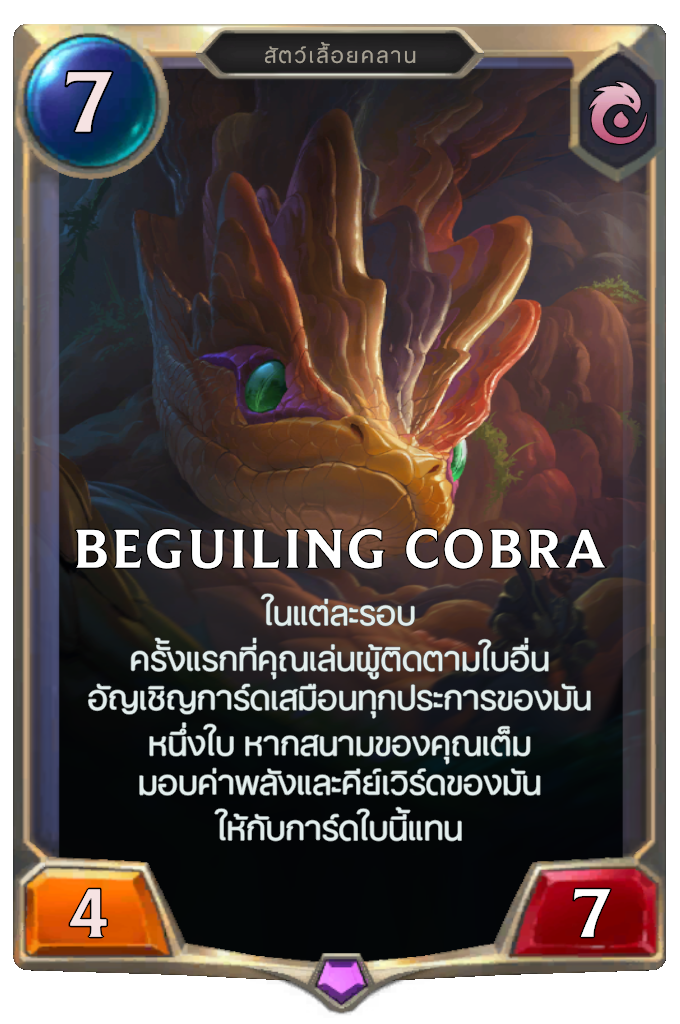 7
สัตว์เลื้อยคลาน
BEGUILING COBRA
ในแต่ละรอบ
ครั้งแรกที่คุณเล่นผู้ติดตามใบอื่น
อัญเชิญการ์ดเสมือนทุกประการของมัน
หนึ่งใบ หากสนามของคุณเต็ม
มอบค่าพลังและคีย์เวิร์ดของมัน
ให้กับการ์ดใบนี้แทน
4
7